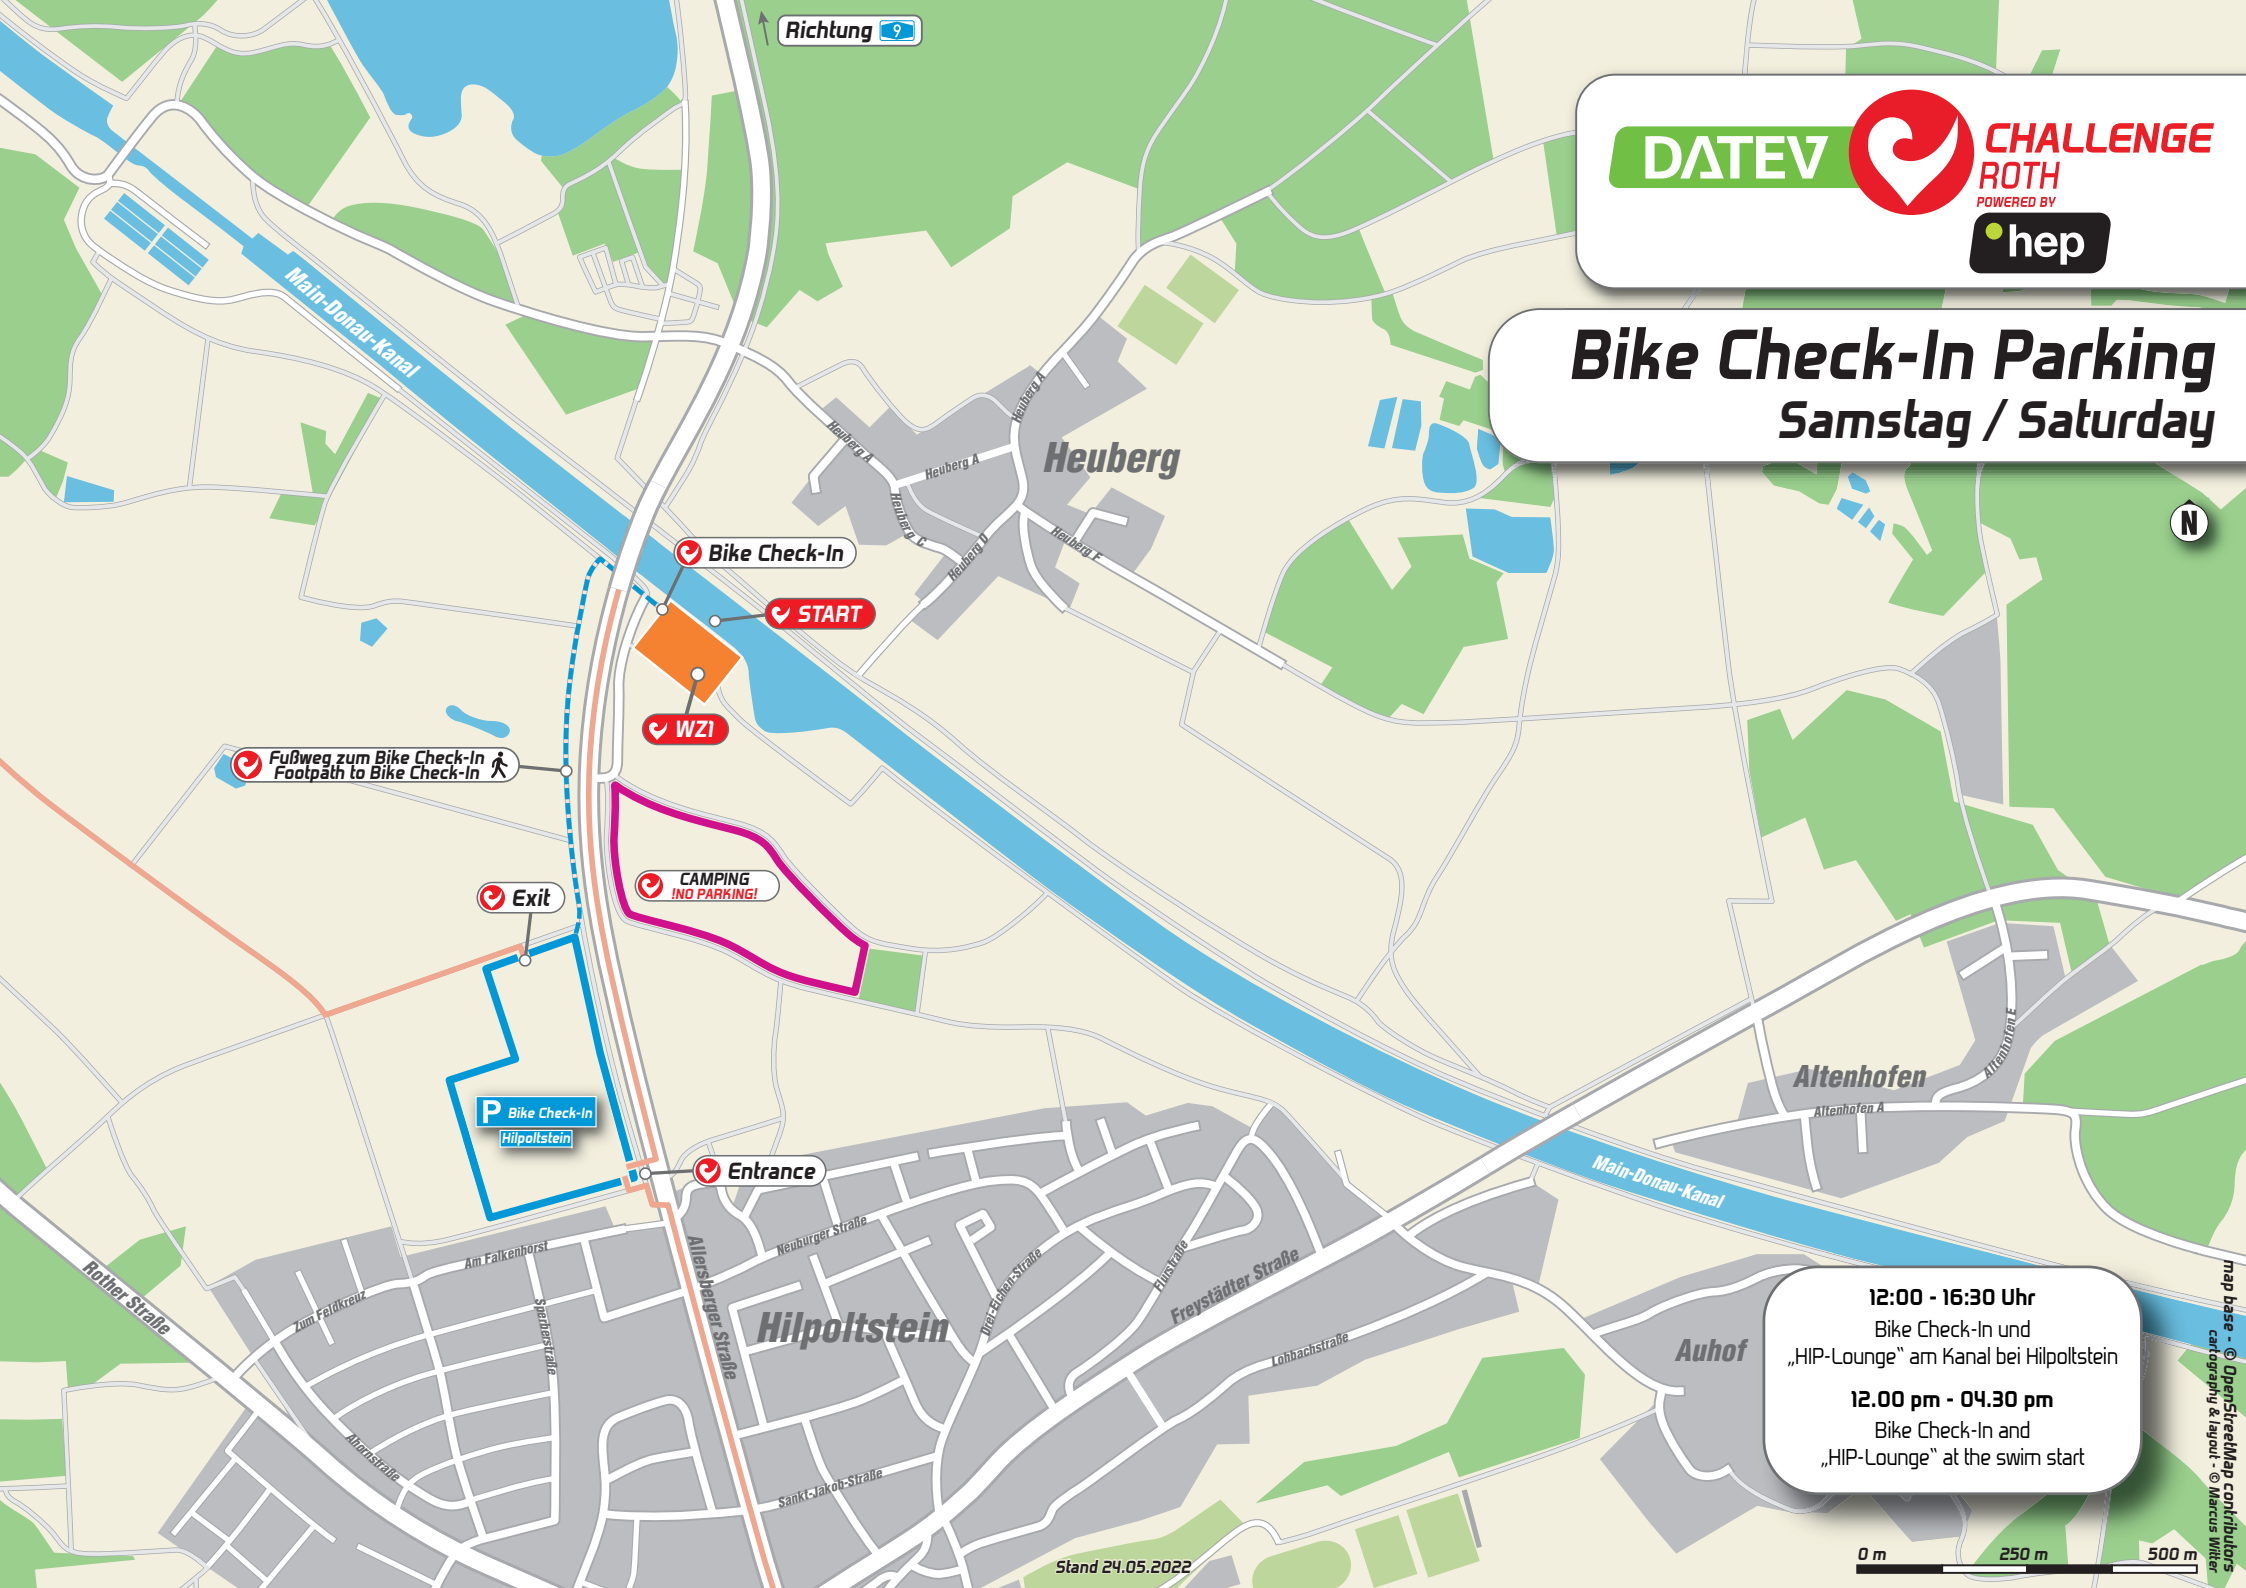 Richtung 9
DATEV
CHALLENGE
ROTH
POWERED BY
hep
Bike Check-In Parking
Samstag / Saturday
N
Main-Donau-Kanal
Heuberg A
Heuberg A
Heuberg A
Heuberg
Heuberg C
Heuberg D
Heuberg F
Bike Check-In
START
WZ1
Fußweg zum Bike Check-In
Footpath to Bike Check-In
CAMPING
!NO PARKING!
Exit
P Bike Check-In
Hilpoltstein
Entrance
Altenhofen
Altenhofen A
Altenhofen E
Main-Donau-Kanal
Rother Straße
Zum Feldkreuz
Am Falkenhorst
Sperberstraße
Ahornstraße
Allersberger Straße
Neuburger Straße
Hilpoltstein
Drei-Eichen-Straße
Flurstraße
Freystädter Straße
Lohbachstraße
Sankt-Jakob-Straße
Auhof
12:00 - 16:30 Uhr
Bike Check-In und
„HIP-Lounge“ am Kanal bei Hilpoltstein
12.00 pm - 04.30 pm
Bike Check-In and
„HIP-Lounge“ at the swim start
Stand 24.05.2022
0 m 250 m 500 m
map base - © OpenStreetMap contributors
cartography & layout - © Marcus Witter